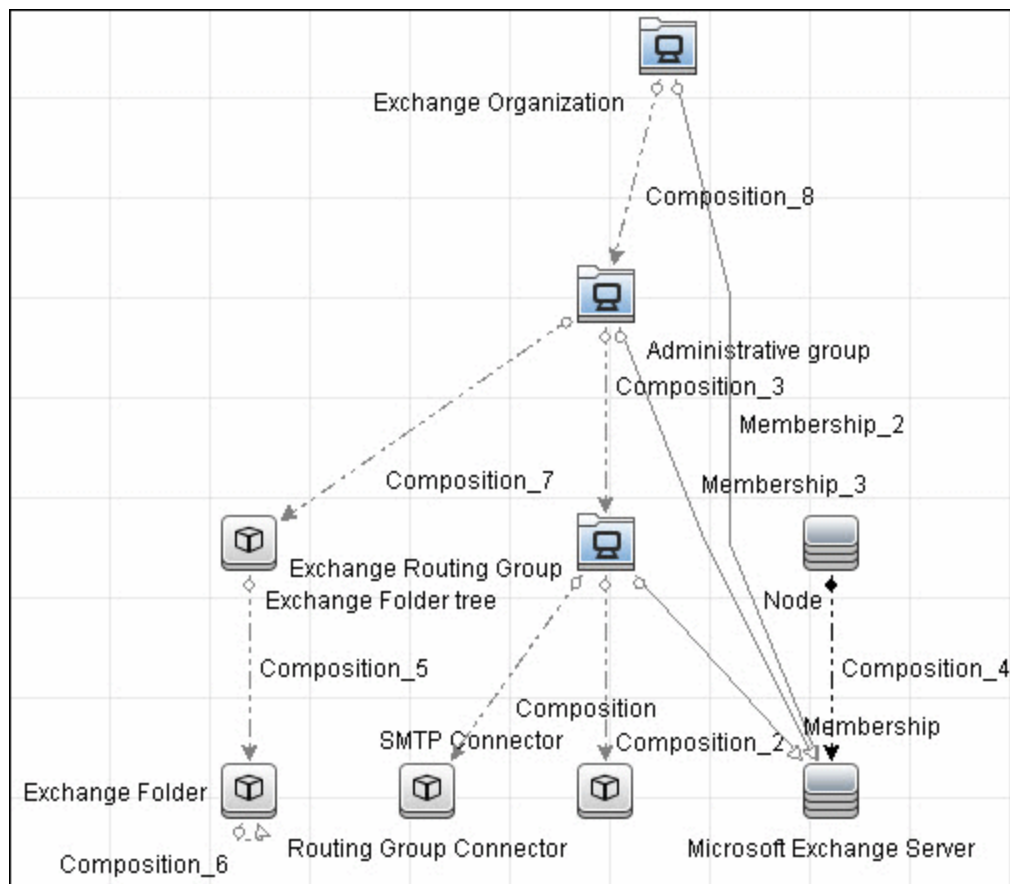 Exchange Organization
Composition_8
Administrative group
Composition_3
Membership_2
Composition_7
Membership_3
Exchange Routing Group
Exchange Folder tree
Node
Composition_5
Composition_4
Composition
Membership
SMTP Connector
Composition_2
Exchange Folder
Routing Group Connector
Microsoft Exchange Server
Composition_6